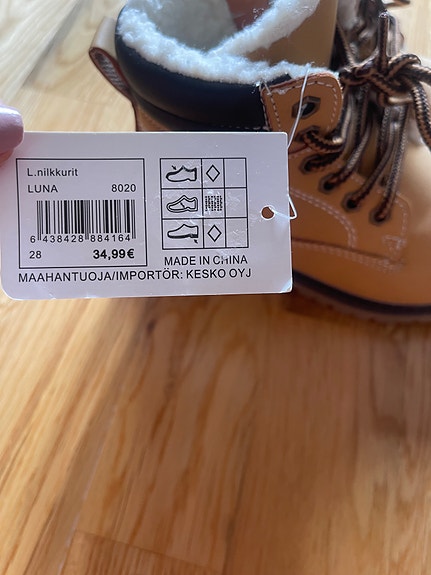 L.nilkkurit
LUNA 8020
6 438428 884164
28 34,99€
MADE IN CHINA
MAAHANTUOJA/IMPORTÖR: KESKO OYJ